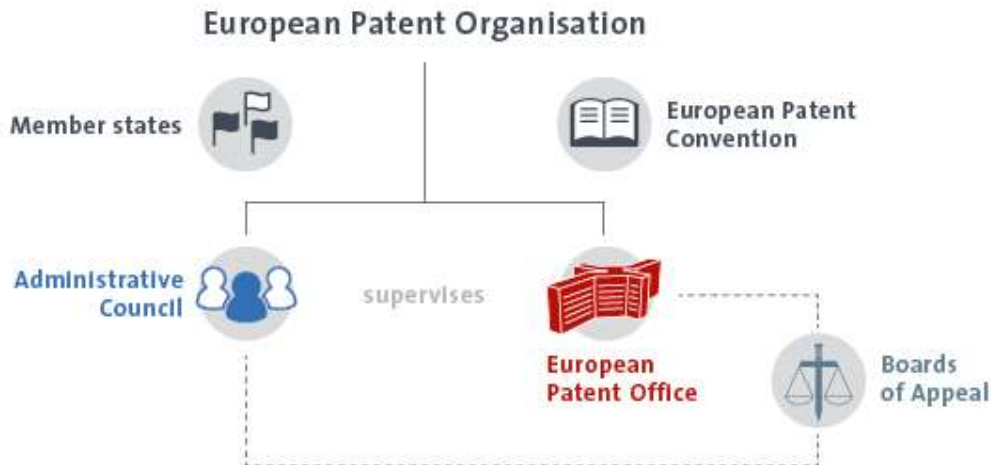 European Patent Organisation
Member states
European Patent
Convention
Administrative
Council
supervises
European
Patent Office
Boards
of Appeal